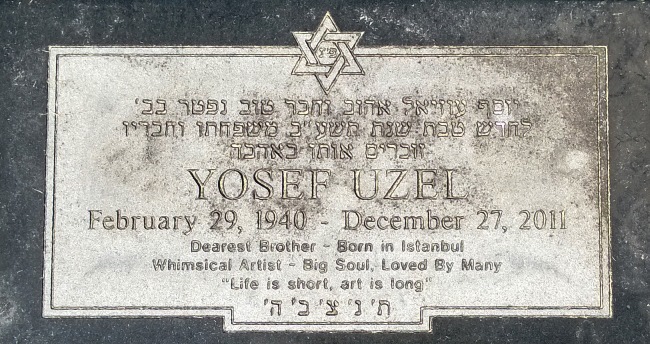 פ"נ
יוסף עוזיאל אהוב וחבר טוב נפטר בב'
לחדש טבת שנת תשע"ב משפחתו וחבריו
זוכרים אותו באהבה
YOSEF UZEL
February 29, 1940 - December 27, 2011
Dearest Brother - Born in Istanbul
Whimsical Artist - Big Soul, Loved By Many
"Life is short, art is long"
ת' נ' צ' ב' ה'